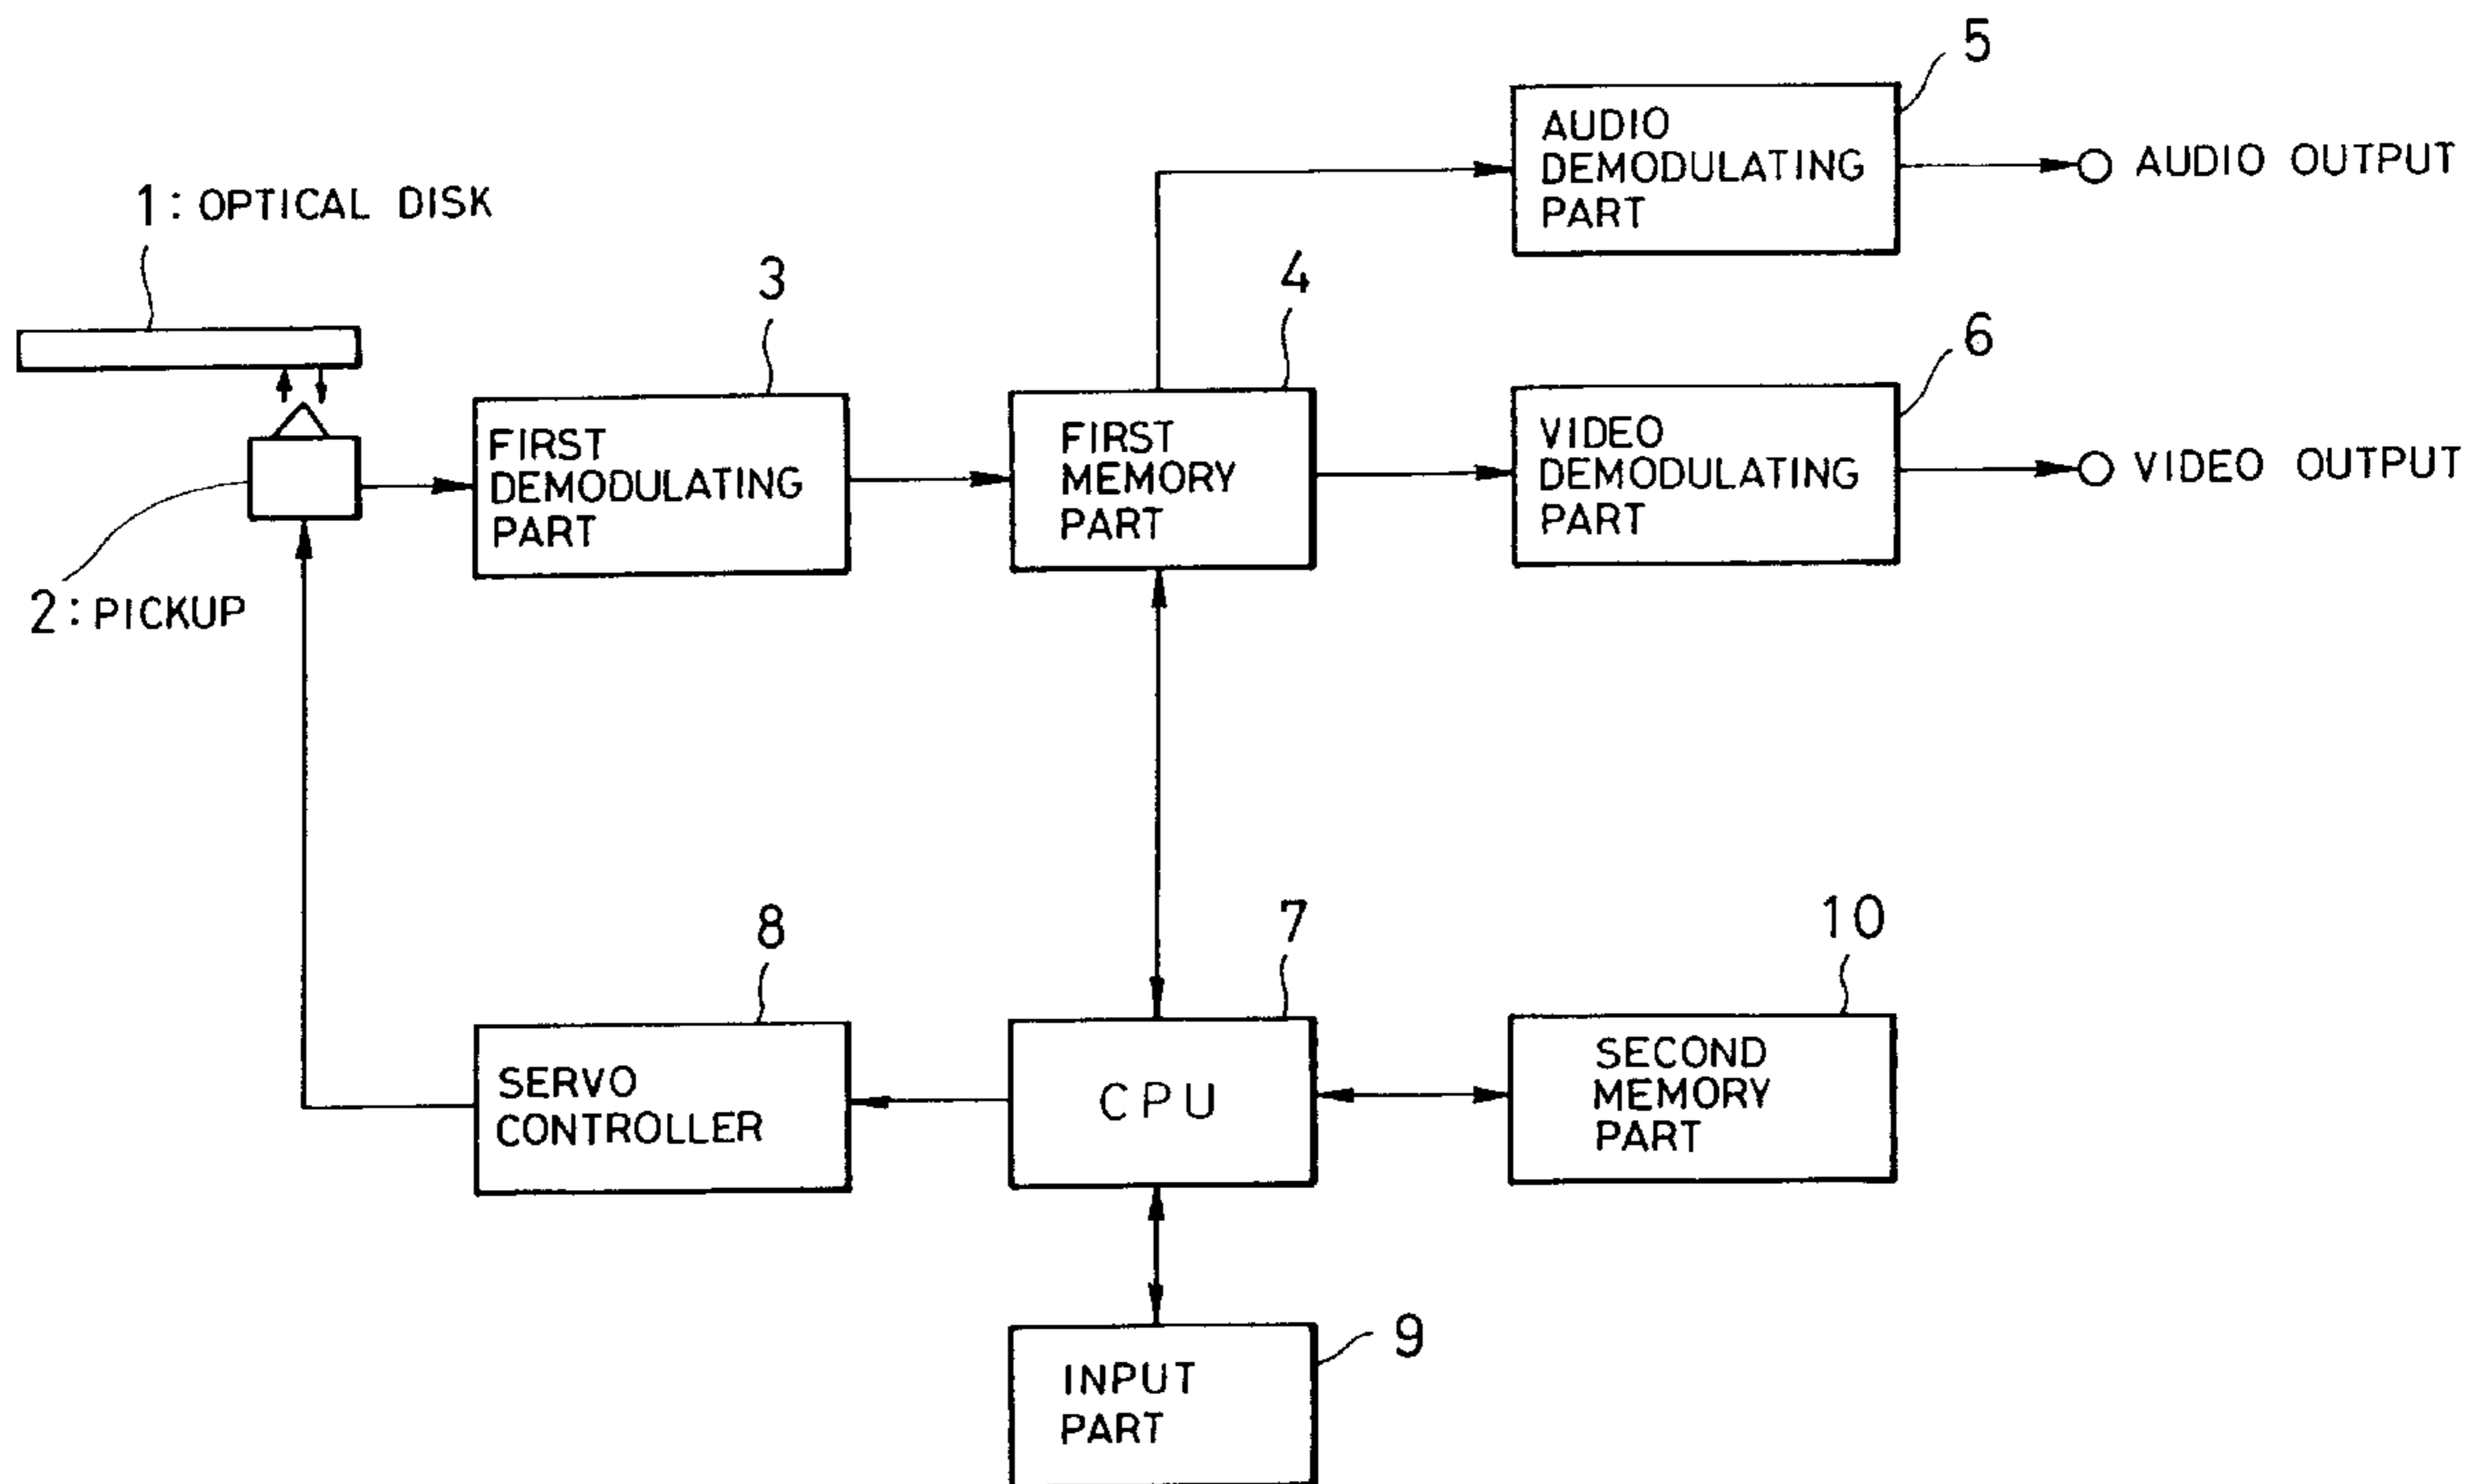 5
AUDIO
DEMODULATING
PART
AUDIO OUTPUT
1: OPTICAL DISK
3
4
6
FIRST
DEMODULATING
PART
FIRST
MEMORY
PART
VIDEO
DEMODULATING
PART
VIDEO OUTPUT
2: PICKUP
8
7
10
SERVO
CONTROLLER
CPU
SECOND
MEMORY
PART
9
INPUT
PART